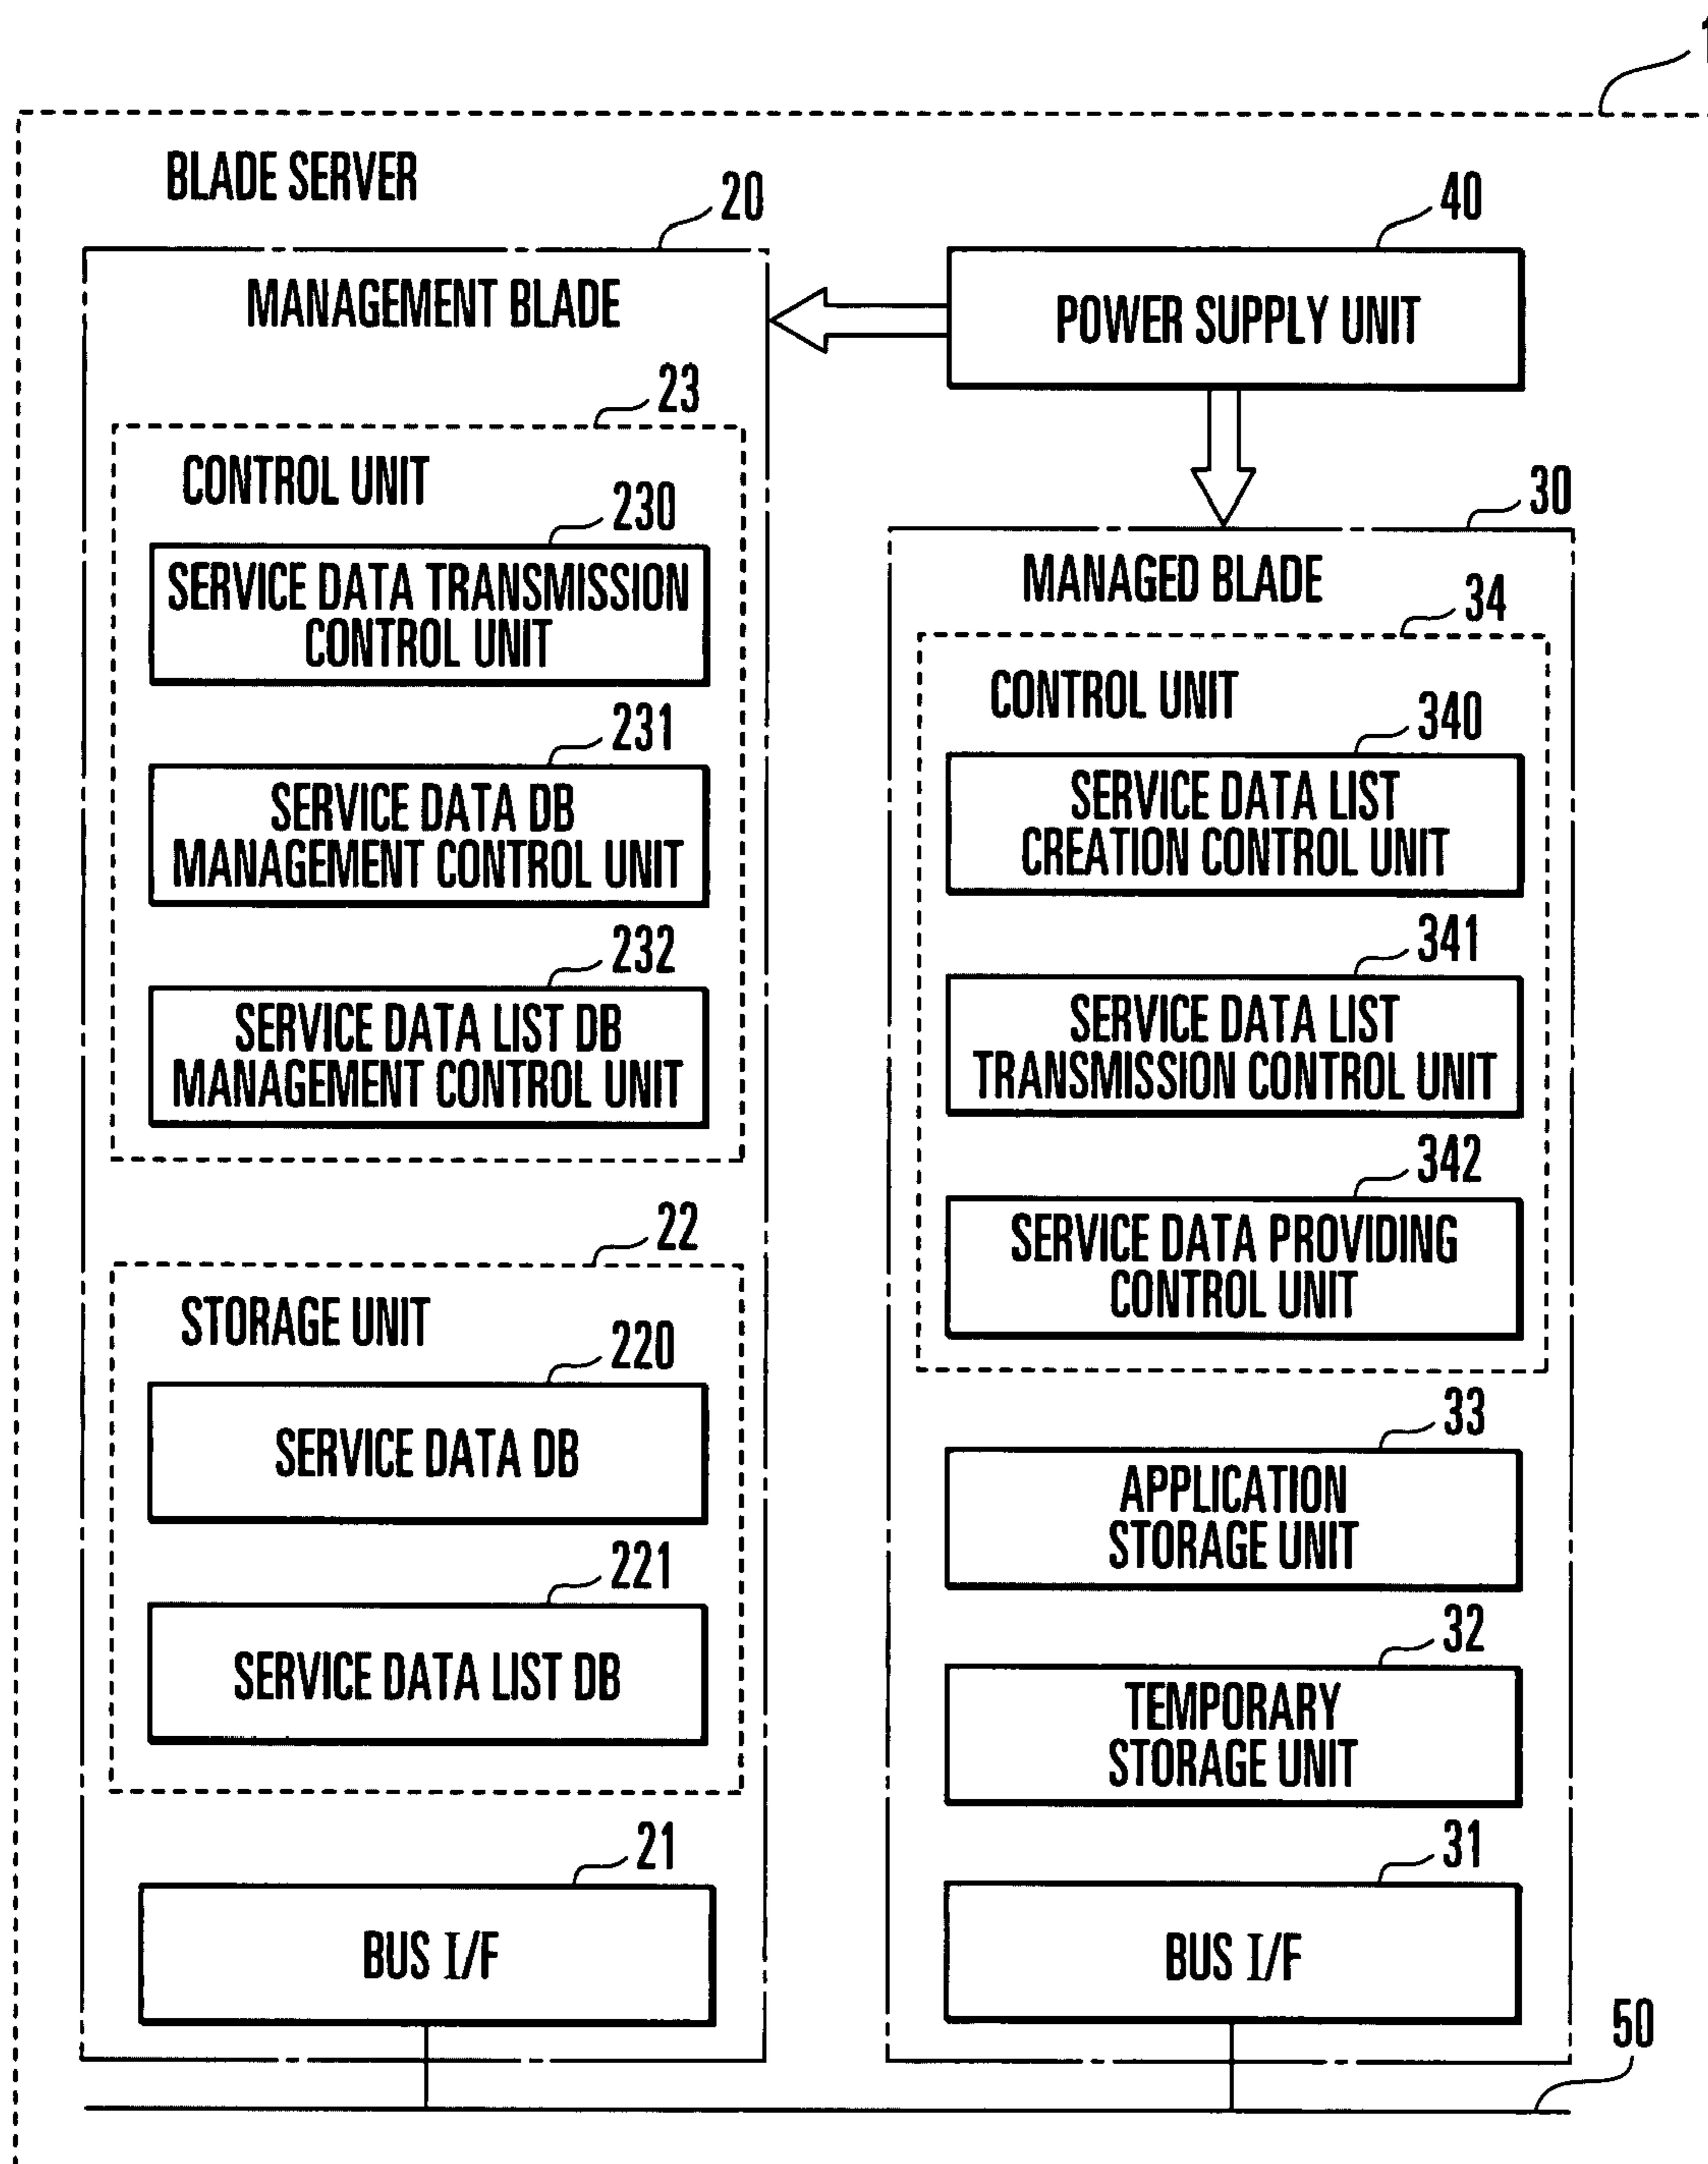 1
BLADE SERVER
20
MANAGEMENT BLADE
23
CONTROL UNIT
230
SERVICE DATA TRANSMISSION
CONTROL UNIT
231
SERVICE DATA DB
MANAGEMENT CONTROL UNIT
232
SERVICE DATA LIST DB
MANAGEMENT CONTROL UNIT
22
STORAGE UNIT
220
SERVICE DATA DB
221
SERVICE DATA LIST DB
21
BUS I/F
40
POWER SUPPLY UNIT
30
MANAGED BLADE
34
CONTROL UNIT
340
SERVICE DATA LIST
CREATION CONTROL UNIT
341
SERVICE DATA LIST
TRANSMISSION CONTROL UNIT
342
SERVICE DATA PROVIDING
CONTROL UNIT
33
APPLICATION
STORAGE UNIT
32
TEMPORARY
STORAGE UNIT
31
BUS I/F
50